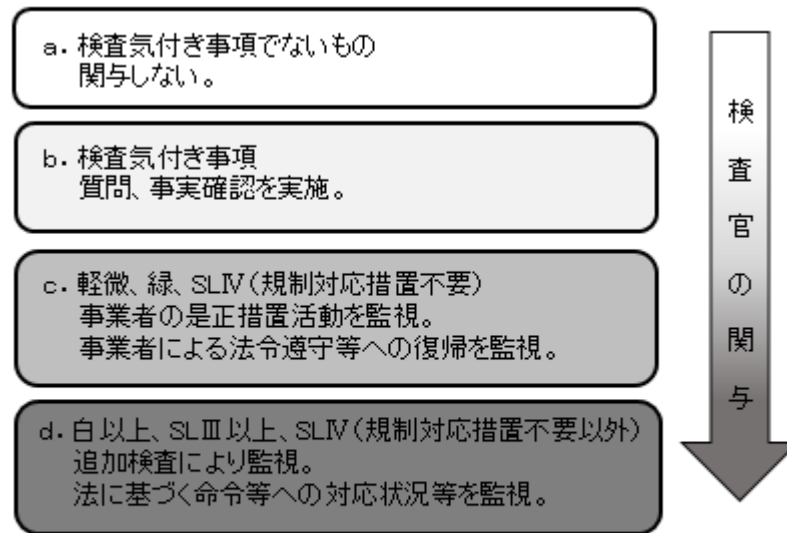 a. 検査気付き事項でないもの
関与しない。
b. 検査気付き事項
質問、事実確認を実施。
c. 軽微、緑、SLⅣ(規制対応措置不要)
事業者の是正措置活動を監視。
事業者による法令遵守等への復帰を監視。
d. 白以上、SLⅢ以上、SLⅣ(規制対応措置不要以外)
追加検査により監視。
法に基づく命令等への対応状況等を監視。
検査官の関与